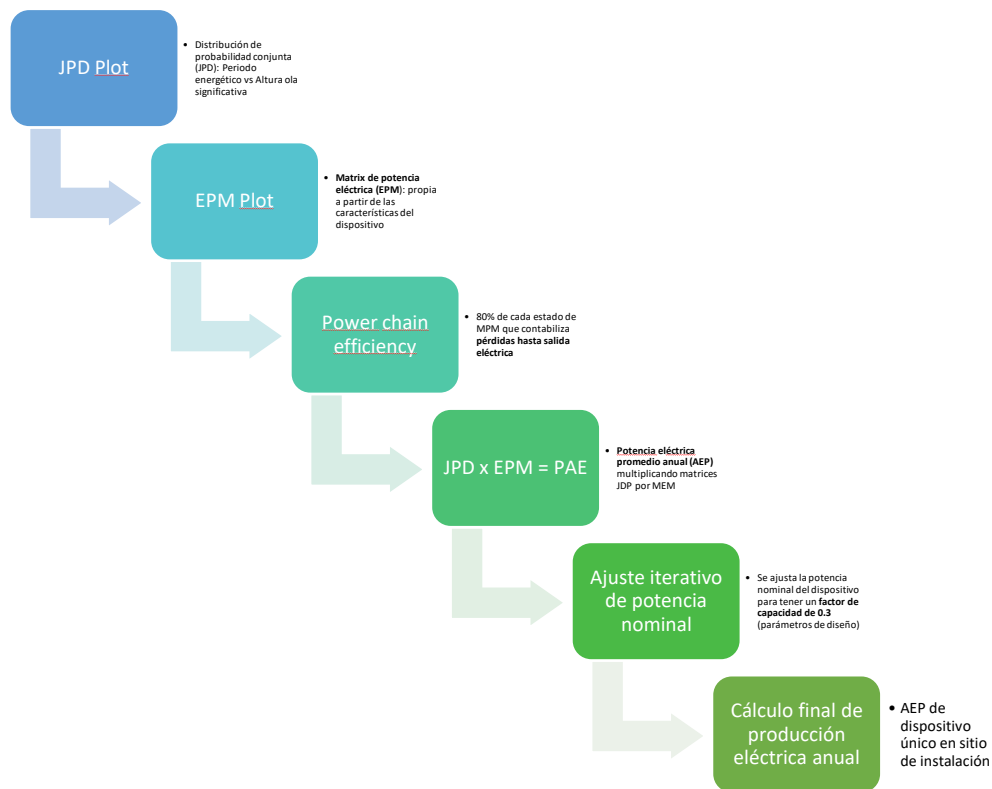 JPD Plot
• Distribución de
probabilidad conjunta
(JPD): Periodo
energético vs Altura ola
significativa
EPM Plot
• Matrix de potencia
eléctrica (EPM): propia
a partir de las
características del
dispositivo
Power chain
efficiency
• 80% de cada estado de
MPM que contabiliza
pérdidas hasta salida
eléctrica
JPD x EPM = PAE
• Potencia eléctrica
promedio anual (AEP)
multiplicando matrices
JDP por MEM
Ajuste iterativo
de potencia
nominal
• Se ajusta la potencia
nominal del dispositivo
para tener un factor de
capacidad de 0.3
(parámetros de diseño)
Cálculo final de
producción
eléctrica anual
• AEP de
dispositivo
único en sitio
de instalación